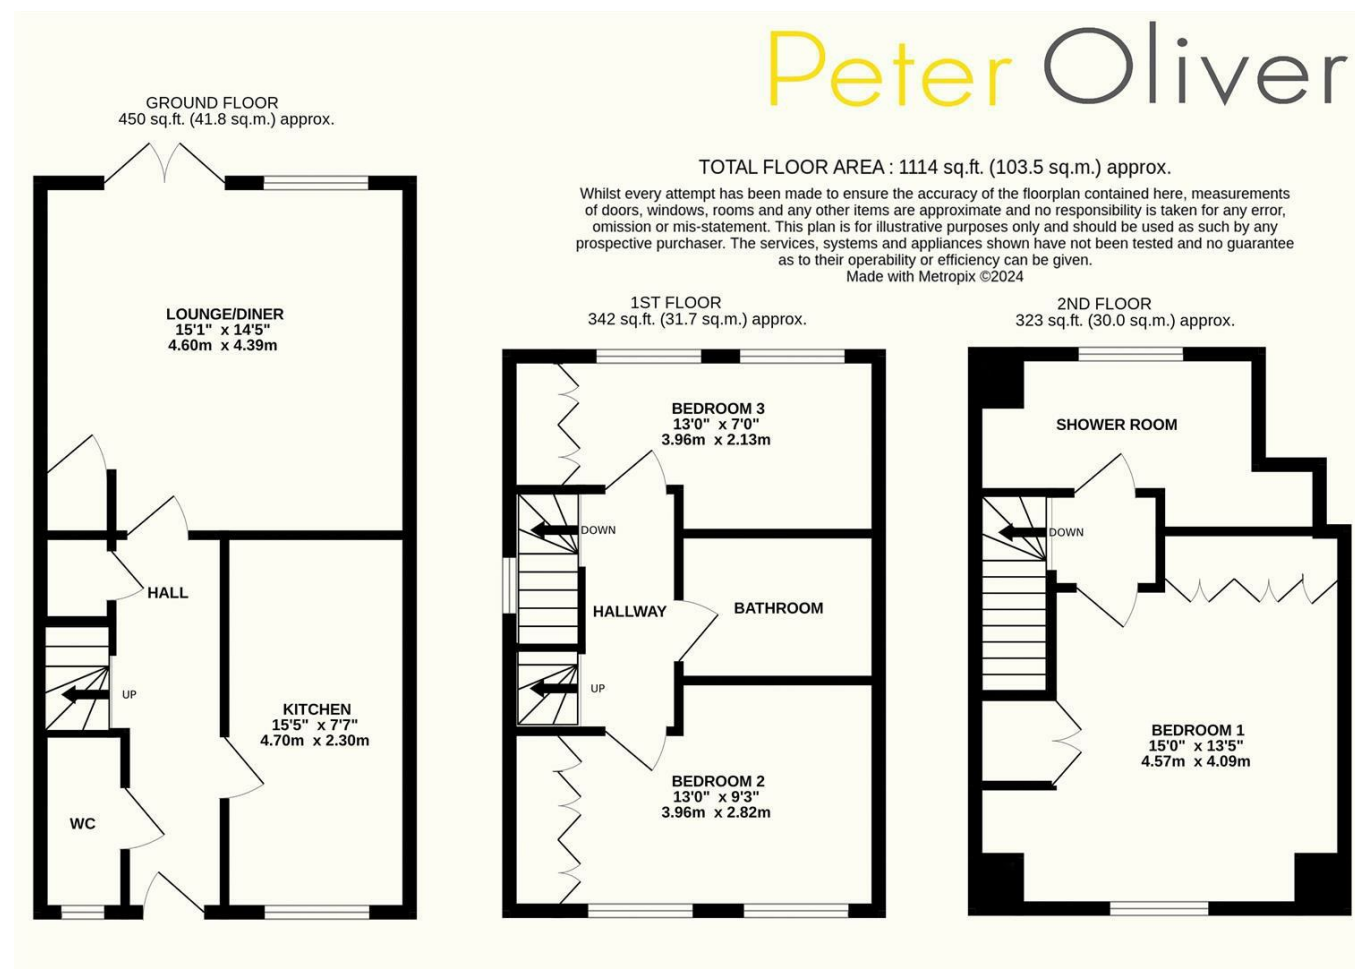 Peter Oliver
GROUND FLOOR
450 sq.ft. (41.8 sq.m.) approx.
TOTAL FLOOR AREA : 1114 sq.ft. (103.5 sq.m.) approx.
Whilst every attempt has been made to ensure the accuracy of the floorplan contained here, measurements
of doors, windows, rooms and any other items are approximate and no responsibility is taken for any error,
omission or mis-statement. This plan is for illustrative purposes only and should be used as such by any
prospective purchaser. The services, systems and appliances shown have not been tested and no guarantee
as to their operability or efficiency can be given.
Made with Metropix ©2024
LOUNGE/DINER
15'1" x 14'5"
4.60m x 4.39m
HALL
UP
KITCHEN
15'5" x 7'7"
4.70m x 2.30m
WC
1ST FLOOR
342 sq.ft. (31.7 sq.m.) approx.
BEDROOM 3
13'0" x 7'0"
3.96m x 2.13m
DOWN
HALLWAY
BATHROOM
UP
BEDROOM 2
13'0" x 9'3"
3.96m x 2.82m
2ND FLOOR
323 sq.ft. (30.0 sq.m.) approx.
SHOWER ROOM
DOWN
BEDROOM 1
15'0" x 13'5"
4.57m x 4.09m